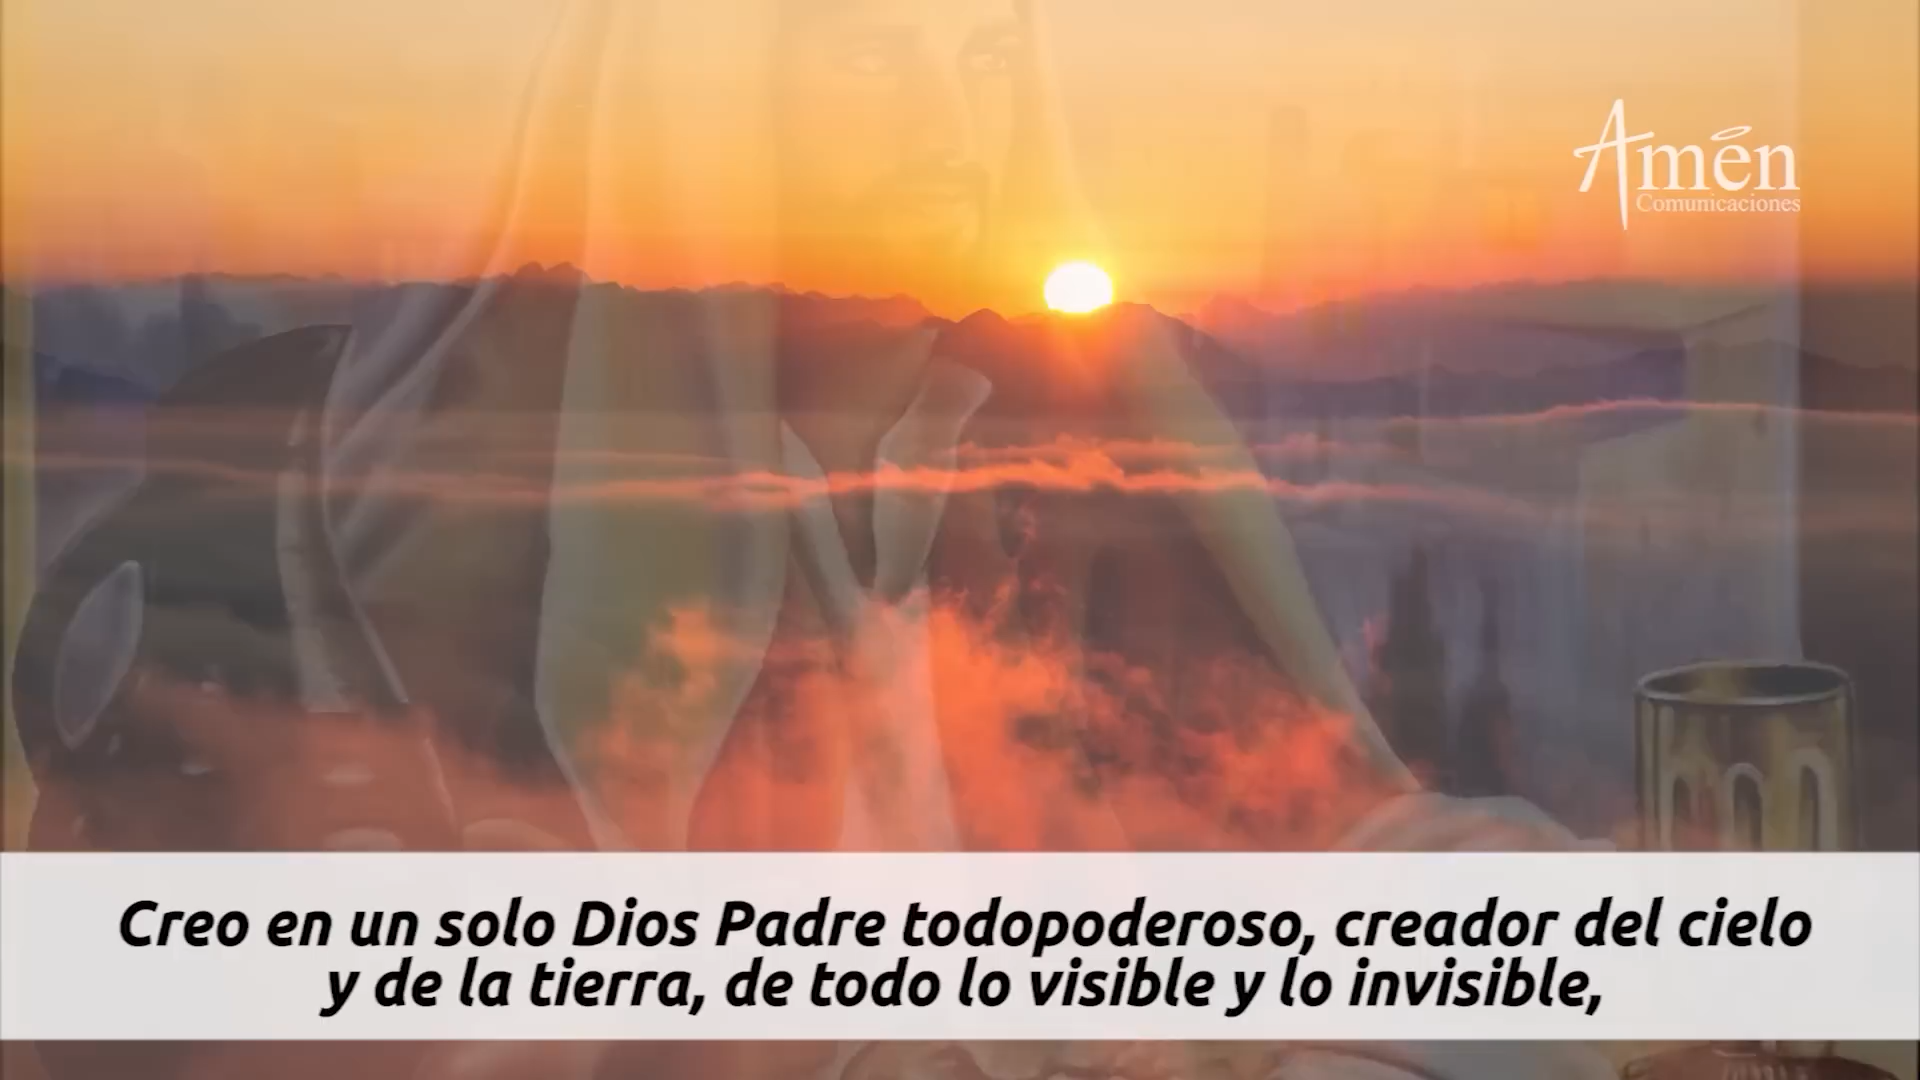 Amén
Comunicaciones
Creo en un solo Dios Padre todopoderoso, creador del cielo
y de la tierra, de todo lo visible y lo invisible,